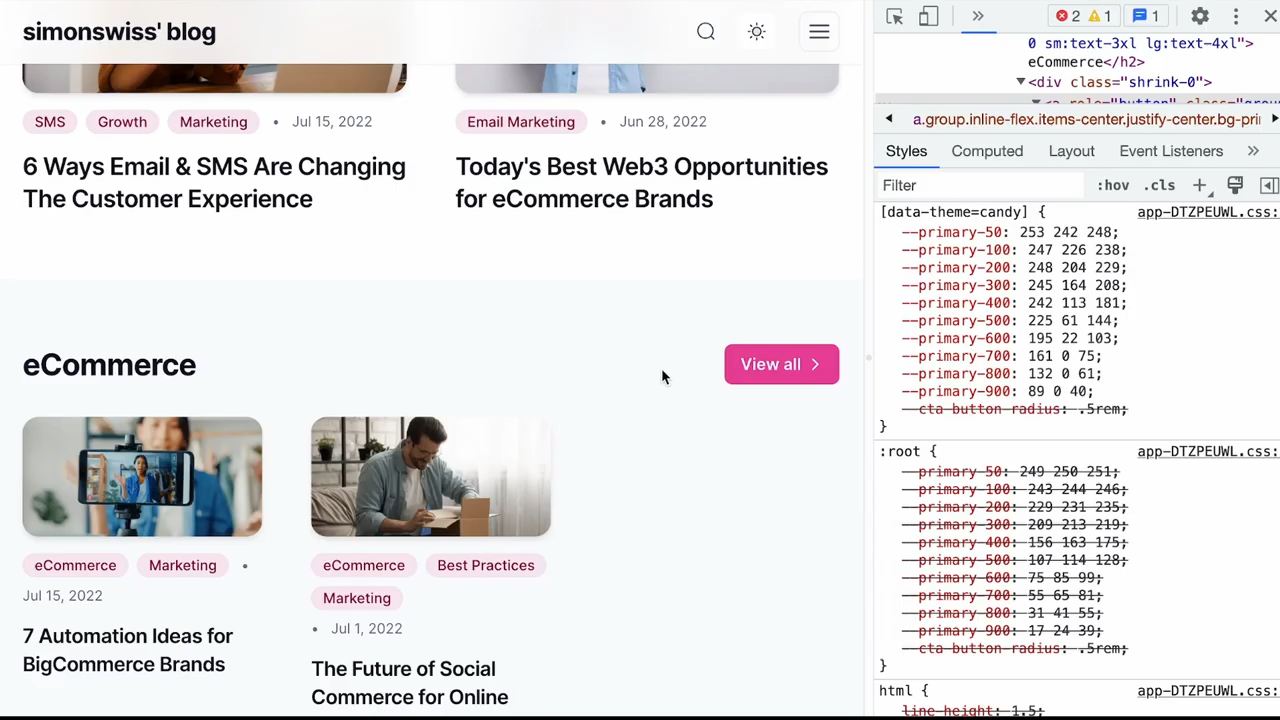 simonswiss' blog
SMS Growth Marketing • Jul 15, 2022
6 Ways Email & SMS Are Changing
The Customer Experience
Email Marketing • Jun 28, 2022
Today's Best Web3 Opportunities
for eCommerce Brands
eCommerce
View all
eCommerce Marketing •
Jul 15, 2022
7 Automation Ideas for
BigCommerce Brands
eCommerce Best Practices
Marketing
• Jul 1, 2022
The Future of Social
Commerce for Online
2 1 1
0 sm:text-3xl lg:text-4xl">
eCommerce</h2>
<div class="shrink-0">
a.group.inline-flex.items-center.justify-center.bg-pri
Styles Computed Layout Event Listeners
Filter :hov .cls
[data-theme=candy] { app-DTZPEUWL.css:
--primary-50: 253 242 248;
--primary-100: 247 226 238;
--primary-200: 248 204 229;
--primary-300: 245 164 208;
--primary-400: 242 113 181;
--primary-500: 225 61 144;
--primary-600: 195 22 103;
--primary-700: 161 0 75;
--primary-800: 132 0 61;
--primary-900: 89 0 40;
--cta-button-radius: .5rem;
}
:root { app-DTZPEUWL.css:
--primary-50: 249 250 251;
--primary-100: 243 244 246;
--primary-200: 229 231 235;
--primary-300: 209 213 219;
--primary-400: 156 163 175;
--primary-500: 107 114 128;
--primary-600: 75 85 99;
--primary-700: 55 65 81;
--primary-800: 31 41 55;
--primary-900: 17 24 39;
--cta-button-radius: .5rem;
}
html { app-DTZPEUWL.css:
line-height: 1.5;